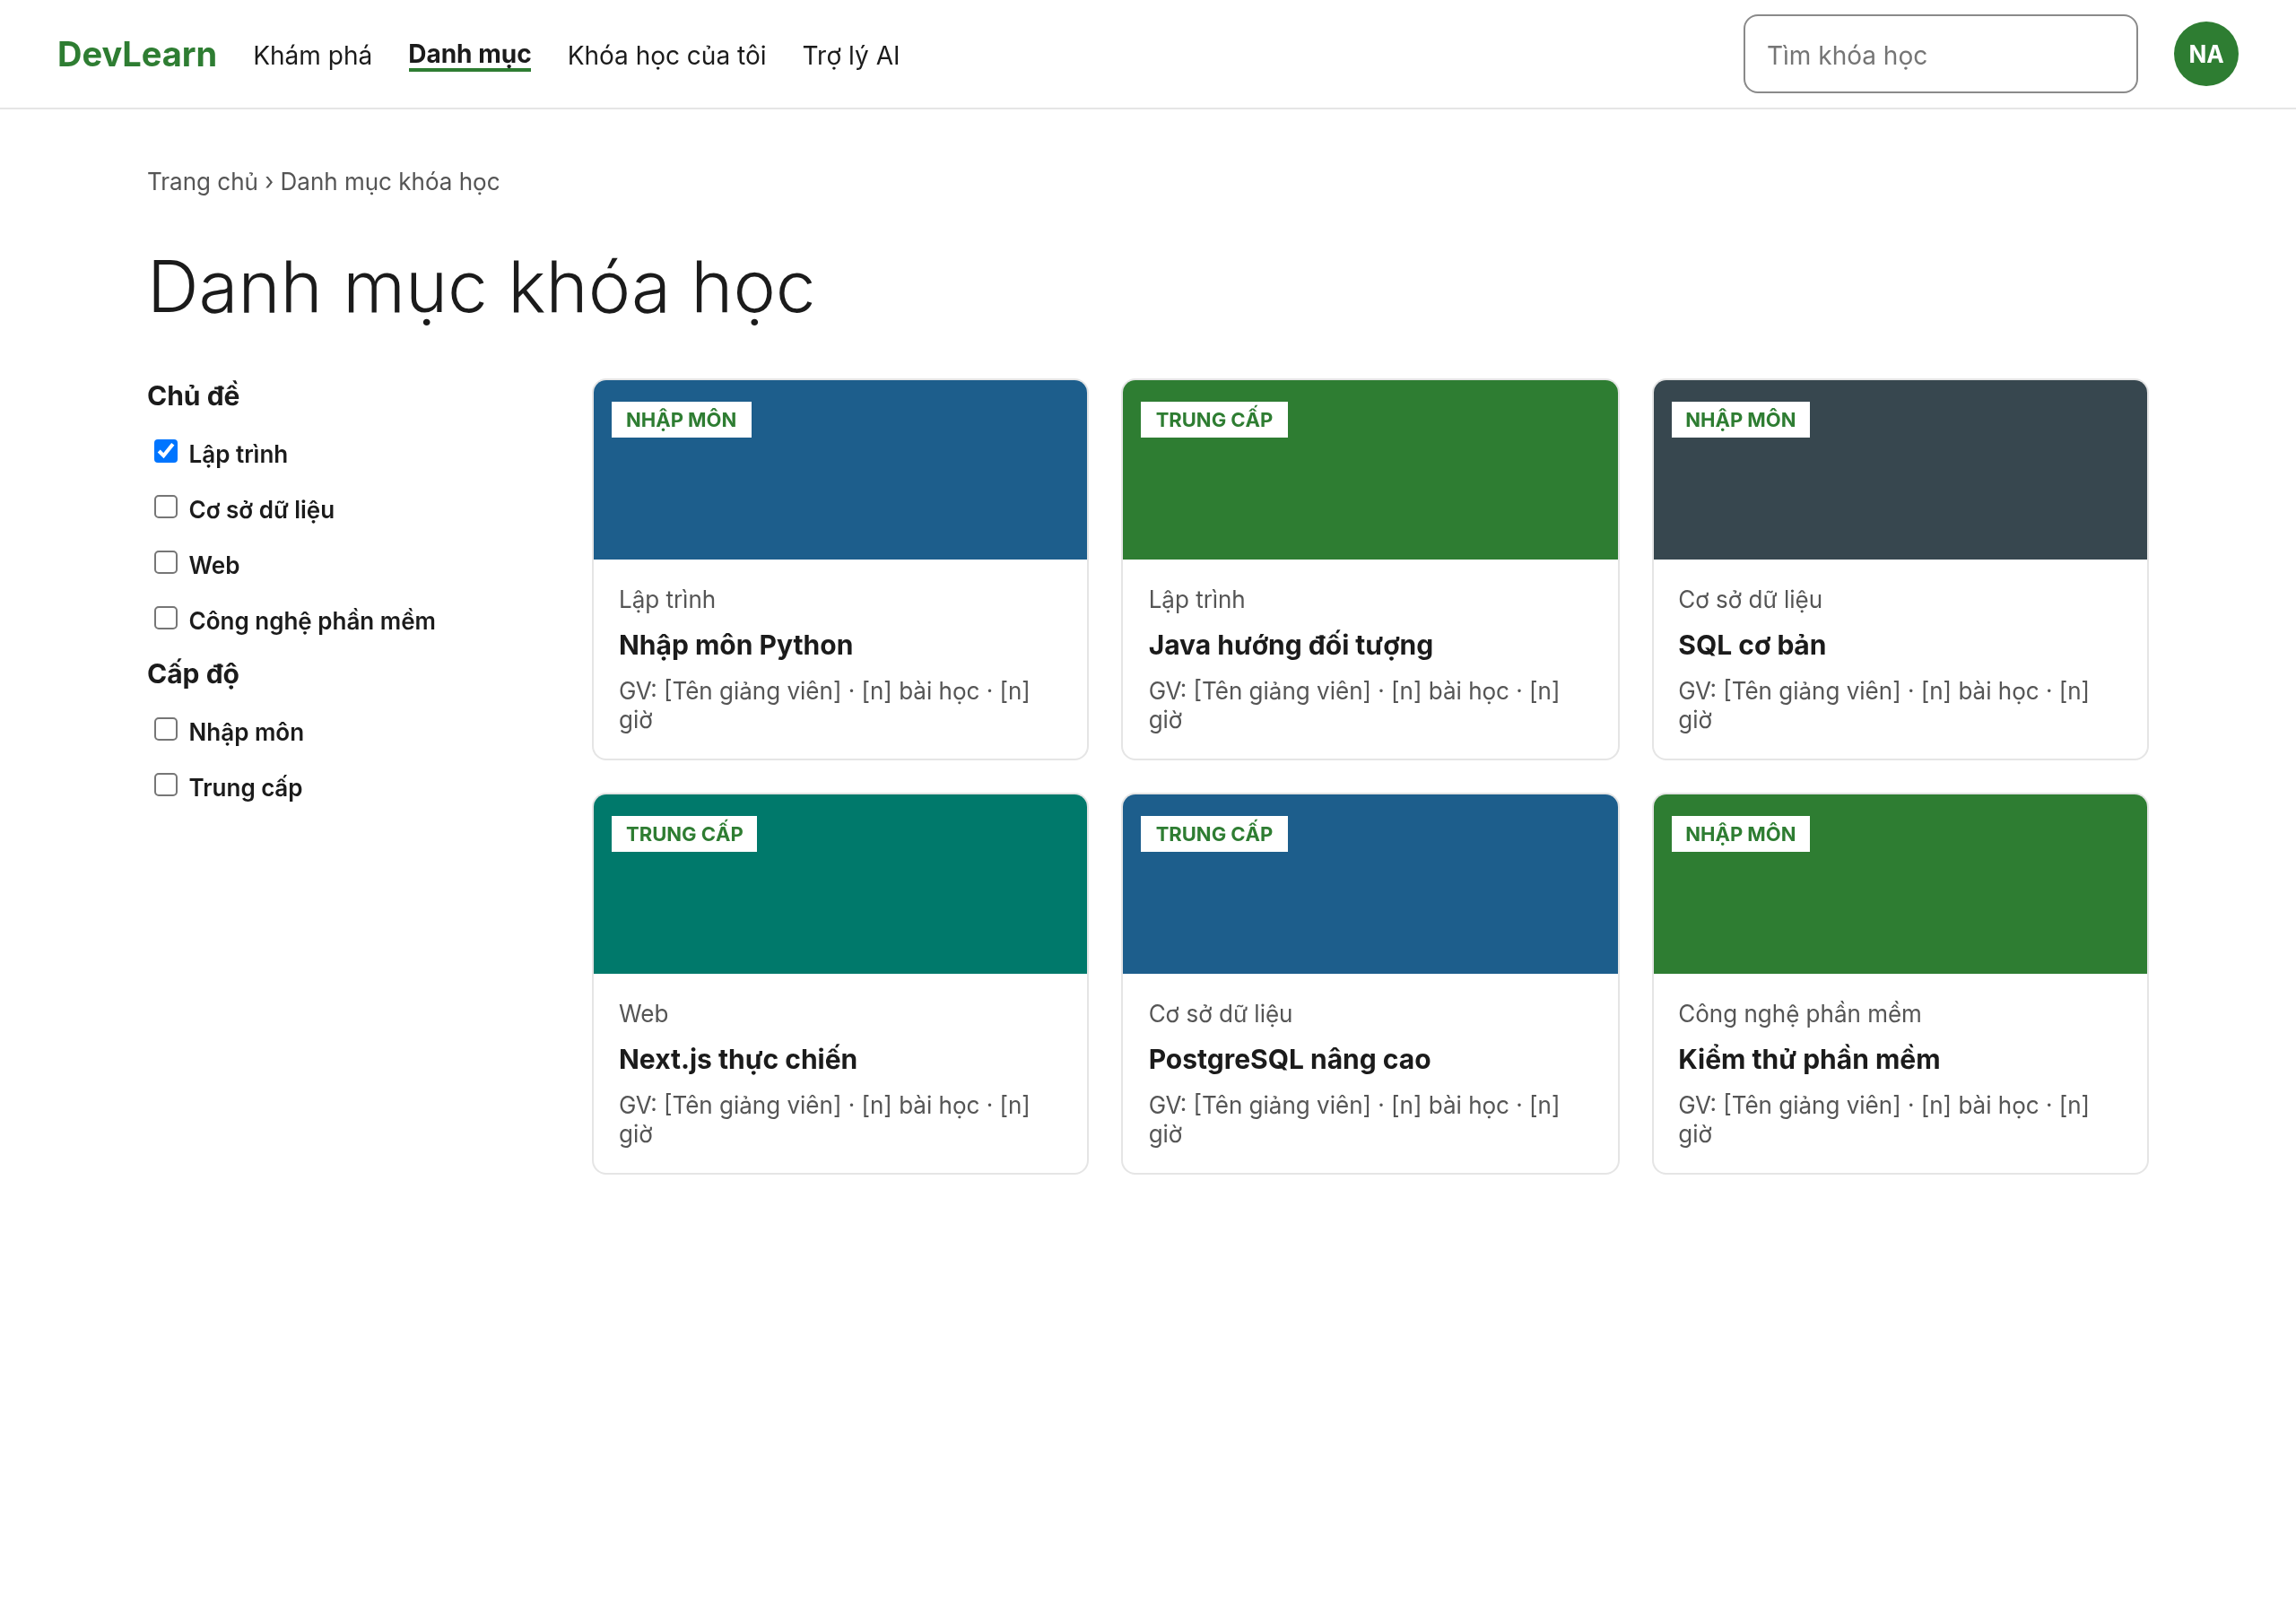 DevLearn Khám phá Danh mục Khóa học của tôi Trợ lý AI Tìm khóa học NA
Trang chủ › Danh mục khóa học
Danh mục khóa học
Chủ đề
Lập trình
Cơ sở dữ liệu
Web
Công nghệ phần mềm
Cấp độ
Nhập môn
Trung cấp
NHẬP MÔN
Lập trình
Nhập môn Python
GV: [Tên giảng viên] · [n] bài học · [n]
giờ
TRUNG CẤP
Lập trình
Java hướng đối tượng
GV: [Tên giảng viên] · [n] bài học · [n]
giờ
NHẬP MÔN
Cơ sở dữ liệu
SQL cơ bản
GV: [Tên giảng viên] · [n] bài học · [n]
giờ
TRUNG CẤP
Web
Next.js thực chiến
GV: [Tên giảng viên] · [n] bài học · [n]
giờ
TRUNG CẤP
Cơ sở dữ liệu
PostgreSQL nâng cao
GV: [Tên giảng viên] · [n] bài học · [n]
giờ
NHẬP MÔN
Công nghệ phần mềm
Kiểm thử phần mềm
GV: [Tên giảng viên] · [n] bài học · [n]
giờ